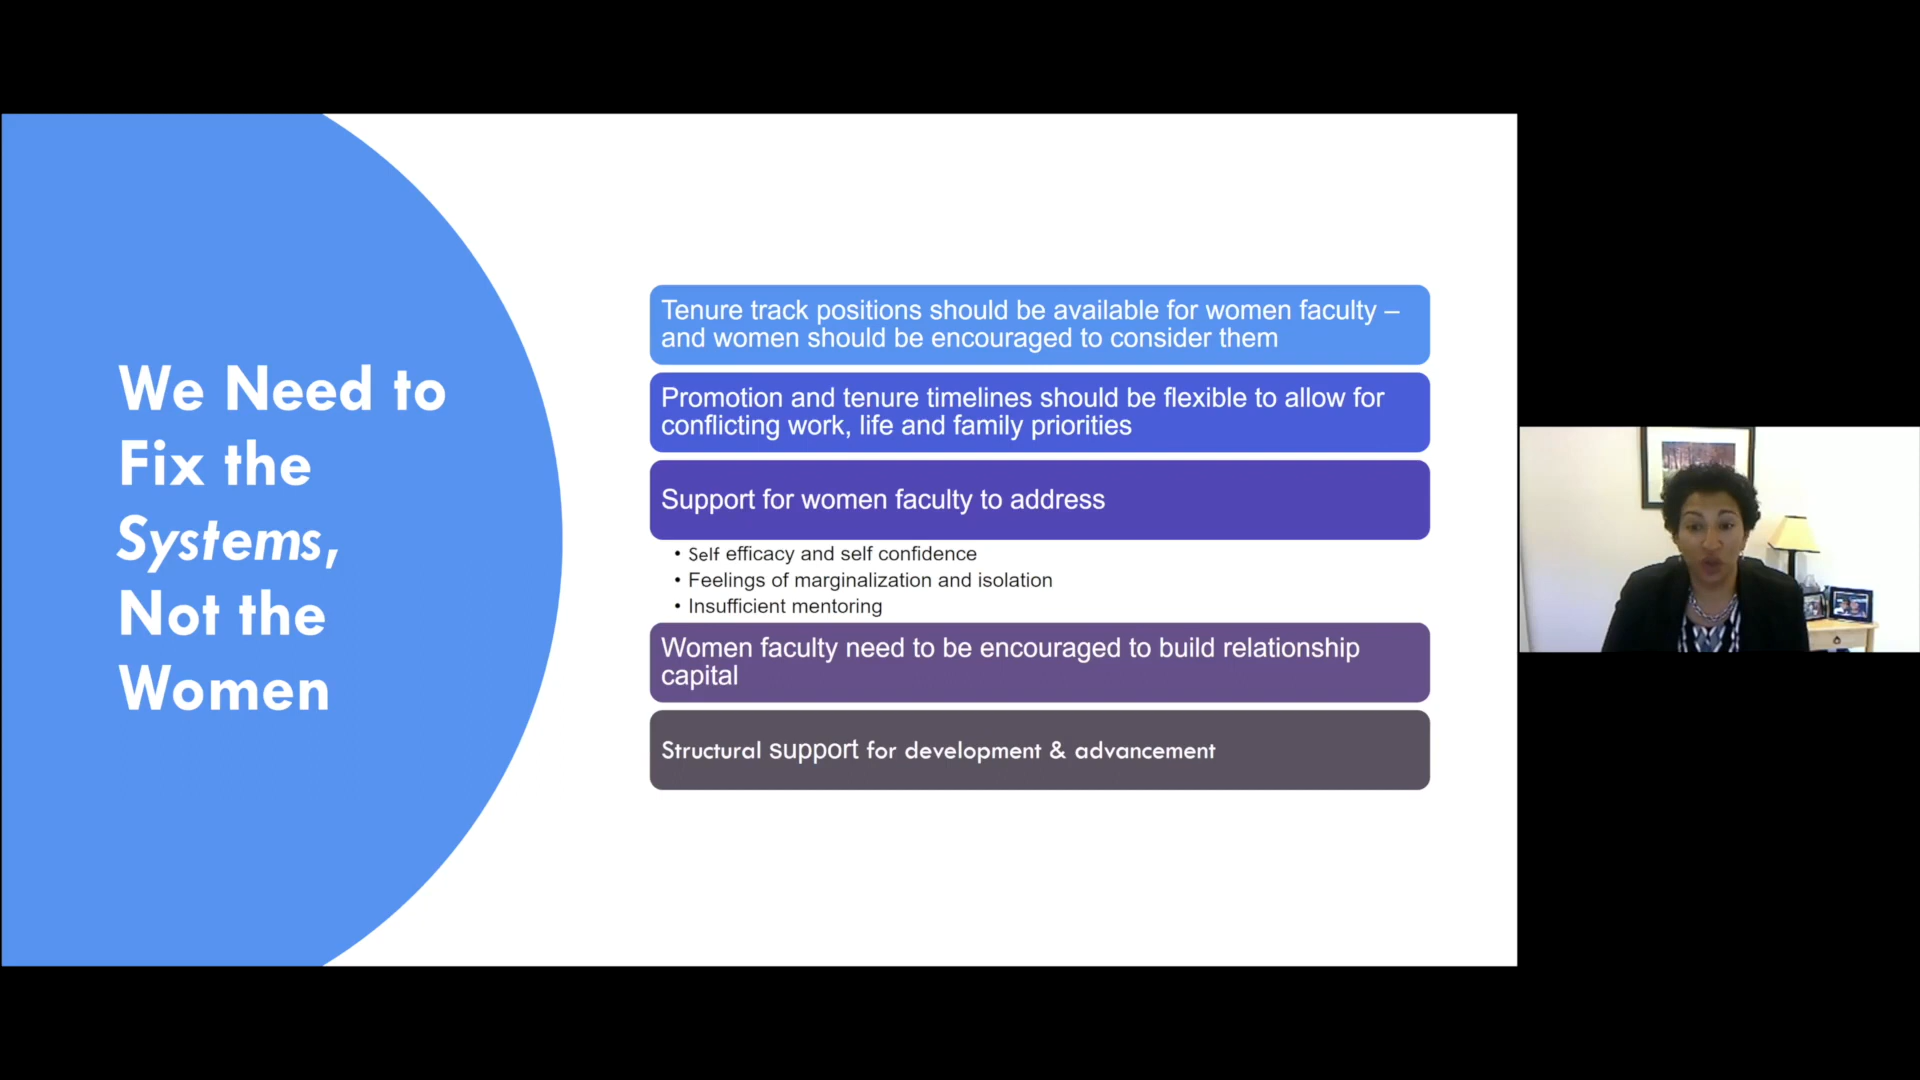 We Need to
Fix the
Systems,
Not the
Women
Tenure track positions should be available for women faculty –
and women should be encouraged to consider them
Promotion and tenure timelines should be flexible to allow for
conflicting work, life and family priorities
Support for women faculty to address
• Self efficacy and self confidence
• Feelings of marginalization and isolation
• Insufficient mentoring
Women faculty need to be encouraged to build relationship
capital
Structural support for development & advancement